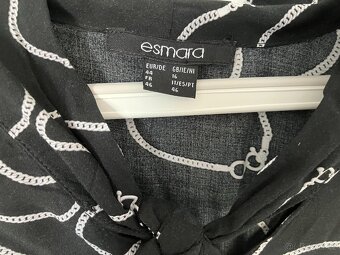 esmara
EUR/DE GB/IE/NI
44 16
FR IT/ES/PT
46 46